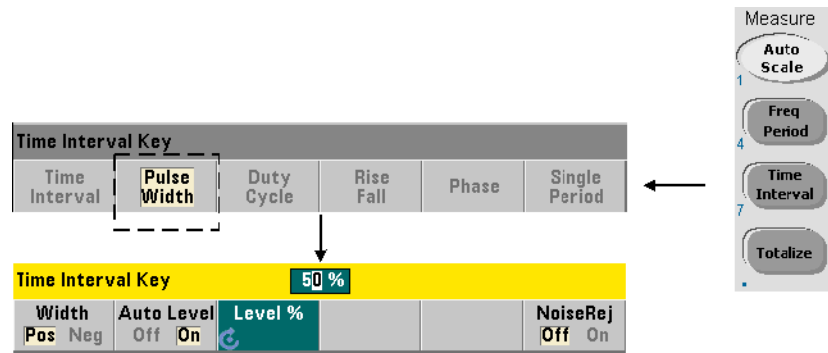 Measure
Auto
Scale
1
Freq
Period
4
Time
Interval
7
Totalize
.
Time Interval Key
Time Interval
Pulse Width
Duty Cycle
Rise Fall
Phase
Single Period
Time Interval Key 50 %
Width Auto Level Level % NoiseRej
Pos Neg Off On Off On